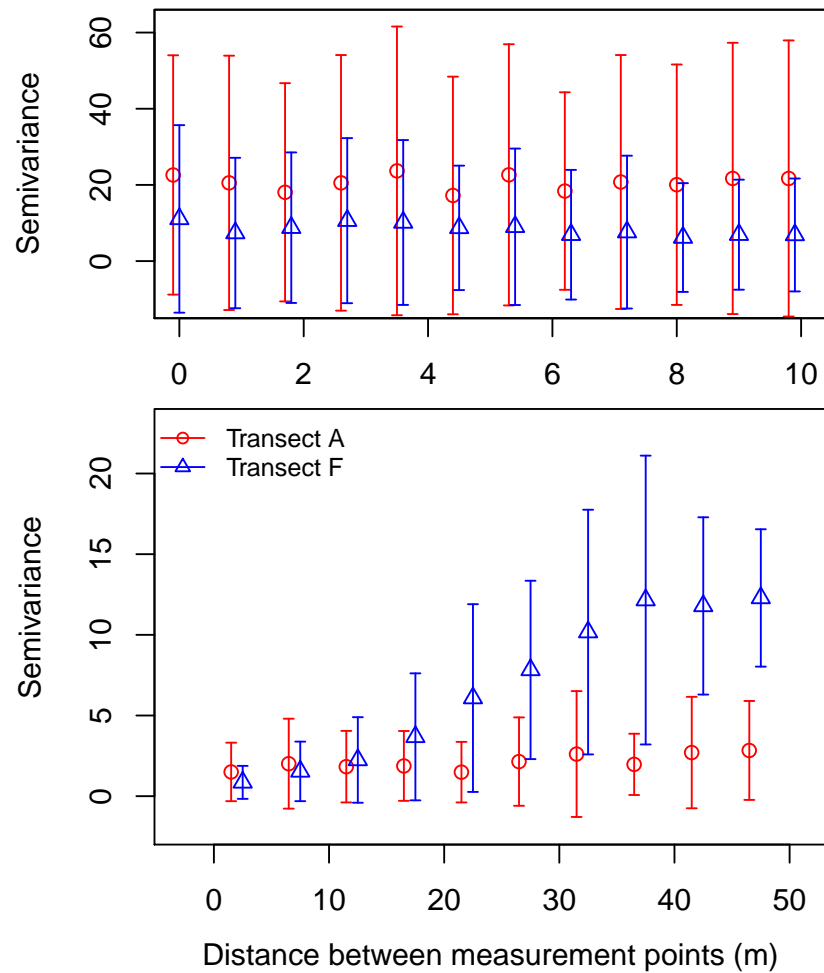 Semivariance
60
40
20
0
0 2 4 6 8 10
Transect A
Transect F
Semivariance
20
15
10
5
0
0 10 20 30 40 50
Distance between measurement points (m)